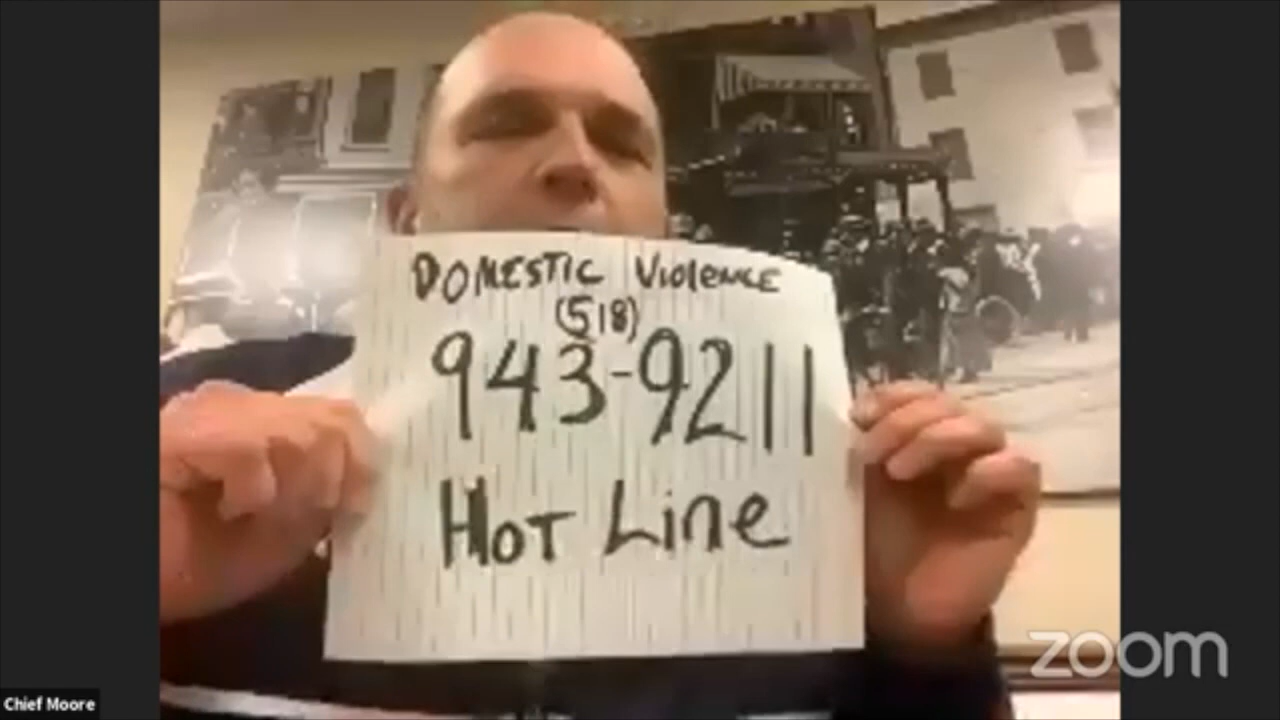 DOMESTIC VIOLENCE
(518)
943-9211
HOT LINE
Chief Moore
zoom